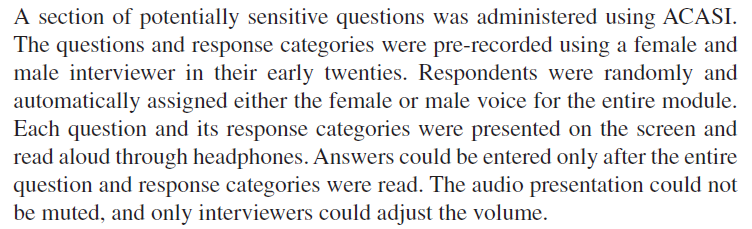 A section of potentially sensitive questions was administered using ACASI.
The questions and response categories were pre-recorded using a female and
male interviewer in their early twenties. Respondents were randomly and
automatically assigned either the female or male voice for the entire module.
Each question and its response categories were presented on the screen and
read aloud through headphones. Answers could be entered only after the entire
question and response categories were read. The audio presentation could not
be muted, and only interviewers could adjust the volume.